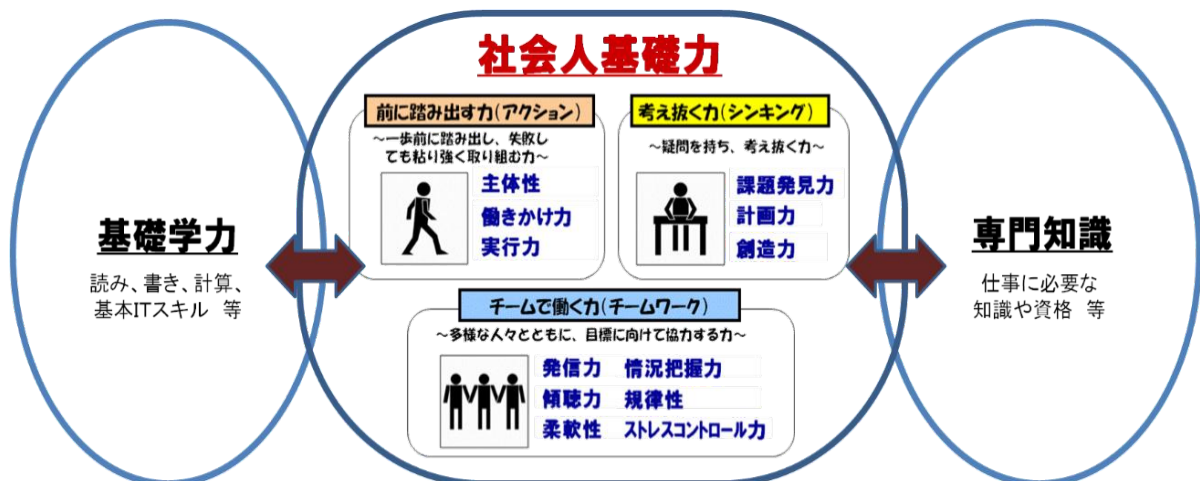 社会人基礎力
基礎学力
読み、書き、計算、
基本ITスキル 等
前に踏み出す力(アクション)
～一歩前に踏み出し、失敗し
ても粘り強く取り組む力～
主体性
働きかけ力
実行力
考え抜く力(シンキング)
～疑問を持ち、考え抜く力～
課題発見力
計画力
創造力
チームで働く力(チームワーク)
～多様な人々とともに、目標に向けて協力する力～
発信力 情況把握力
傾聴力 規律性
柔軟性 ストレスコントロール力
専門知識
仕事に必要な
知識や資格 等